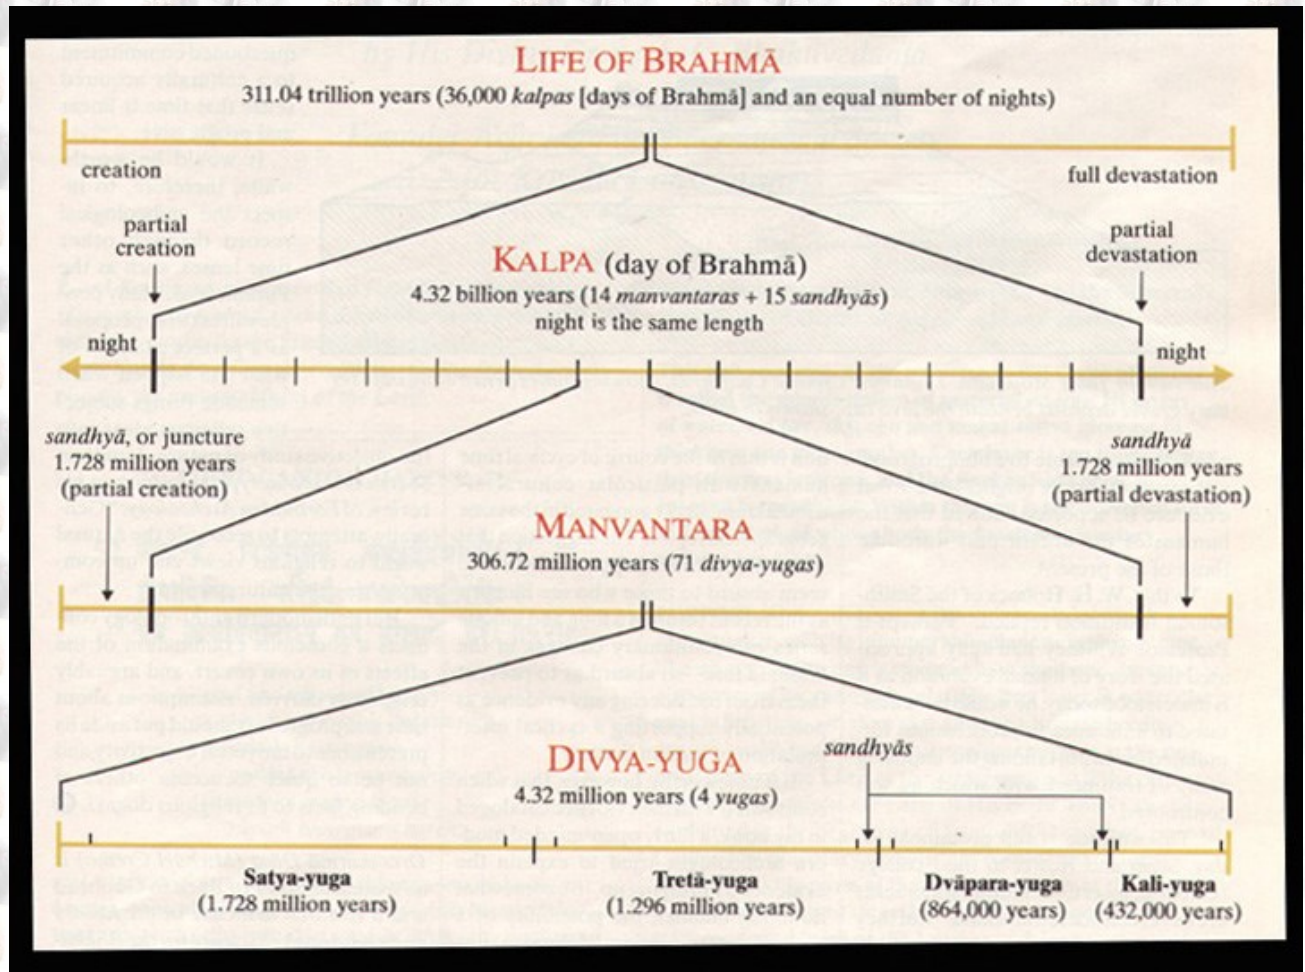 LIFE OF BRAHMĀ
311.04 trillion years (36,000 kalpas [days of Brahmā] and an equal number of nights)
creation
full devastation
partial
creation
partial
devastation
KALPA (day of Brahmā)
4.32 billion years (14 manvantaras + 15 sandhyās)
night is the same length
night
night
sandhyā, or juncture
1.728 million years
(partial creation)
sandhyā
1.728 million years
(partial devastation)
MANVANTARA
306.72 million years (71 divya-yugas)
DIVYA-YUGA
4.32 million years (4 yugas)
sandhyās
Satya-yuga
(1.728 million years)
Tretā-yuga
(1.296 million years)
Dvāpara-yuga
(864,000 years)
Kali-yuga
(432,000 years)